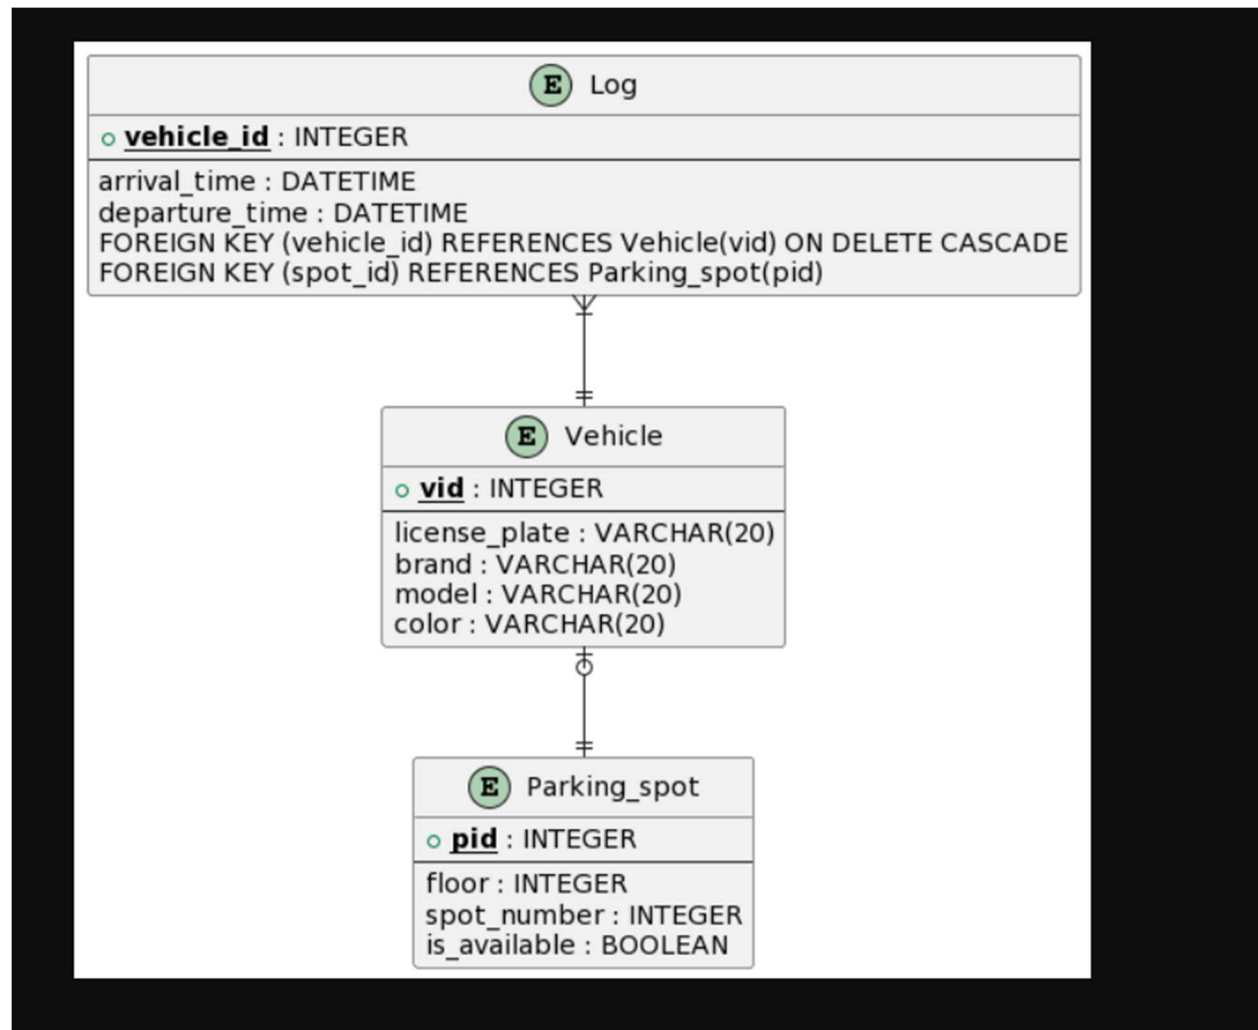 E Log
vehicle_id : INTEGER
arrival_time : DATETIME
departure_time : DATETIME
FOREIGN KEY (vehicle_id) REFERENCES Vehicle(vid) ON DELETE CASCADE
FOREIGN KEY (spot_id) REFERENCES Parking_spot(pid)
E Vehicle
vid : INTEGER
license_plate : VARCHAR(20)
brand : VARCHAR(20)
model : VARCHAR(20)
color : VARCHAR(20)
E Parking_spot
pid : INTEGER
floor : INTEGER
spot_number : INTEGER
is_available : BOOLEAN